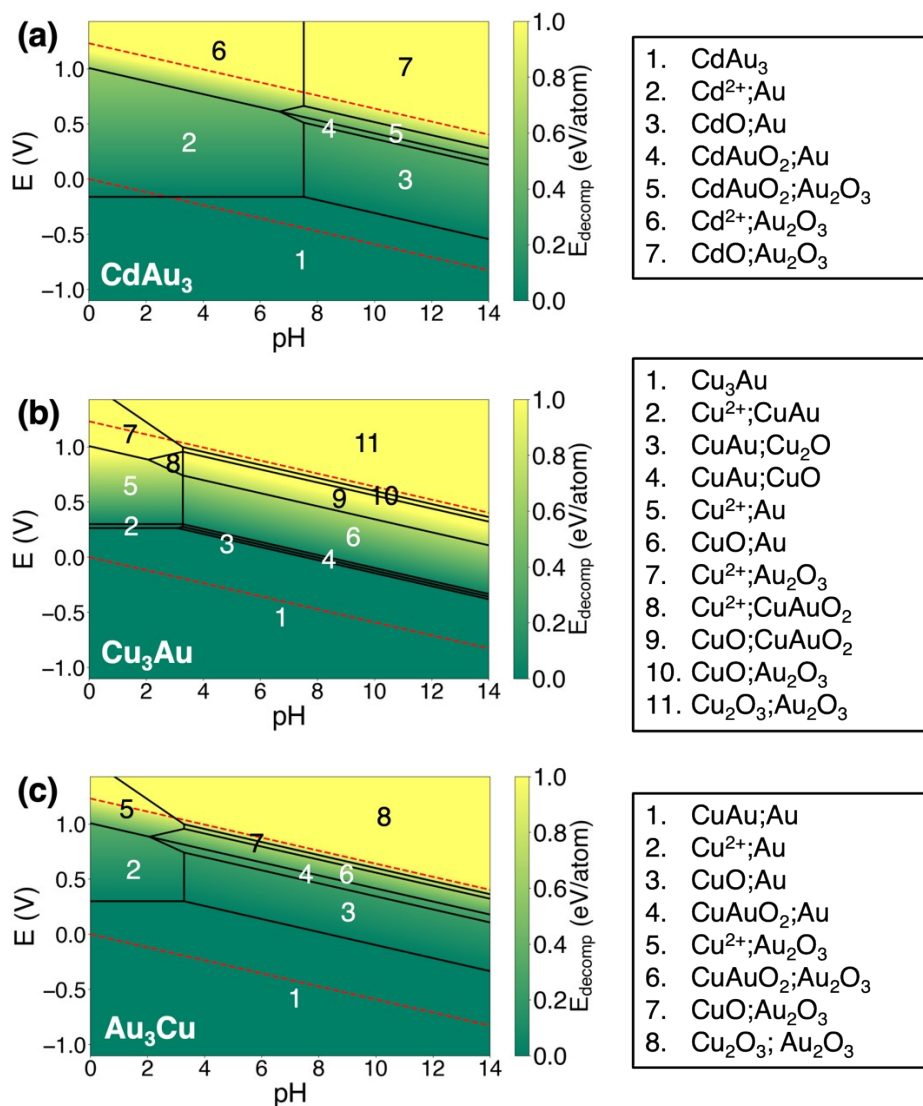 (a)
6
7
2
4
5
3
1
CdAu₃
E (V)
1.0
0.5
0.0
−0.5
−1.0
0 2 4 6 8 10 12 14
pH
1.0
0.8
0.6
0.4
0.2
0.0
E_decomp (eV/atom)
1. CdAu₃
2. Cd²⁺;Au
3. CdO;Au
4. CdAuO₂;Au
5. CdAuO₂;Au₂O₃
6. Cd²⁺;Au₂O₃
7. CdO;Au₂O₃
(b)
7
11
8
5
9
10
2
6
3
4
1
Cu₃Au
E (V)
1.0
0.5
0.0
−0.5
−1.0
0 2 4 6 8 10 12 14
pH
1.0
0.8
0.6
0.4
0.2
0.0
E_decomp (eV/atom)
1. Cu₃Au
2. Cu²⁺;CuAu
3. CuAu;Cu₂O
4. CuAu;CuO
5. Cu²⁺;Au
6. CuO;Au
7. Cu²⁺;Au₂O₃
8. Cu²⁺;CuAuO₂
9. CuO;CuAuO₂
10. CuO;Au₂O₃
11. Cu₂O₃;Au₂O₃
(c)
5
8
7
2
4
6
3
1
Au₃Cu
E (V)
1.0
0.5
0.0
−0.5
−1.0
0 2 4 6 8 10 12 14
pH
1.0
0.8
0.6
0.4
0.2
0.0
E_decomp (eV/atom)
1. CuAu;Au
2. Cu²⁺;Au
3. CuO;Au
4. CuAuO₂;Au
5. Cu²⁺;Au₂O₃
6. CuAuO₂;Au₂O₃
7. CuO;Au₂O₃
8. Cu₂O₃; Au₂O₃